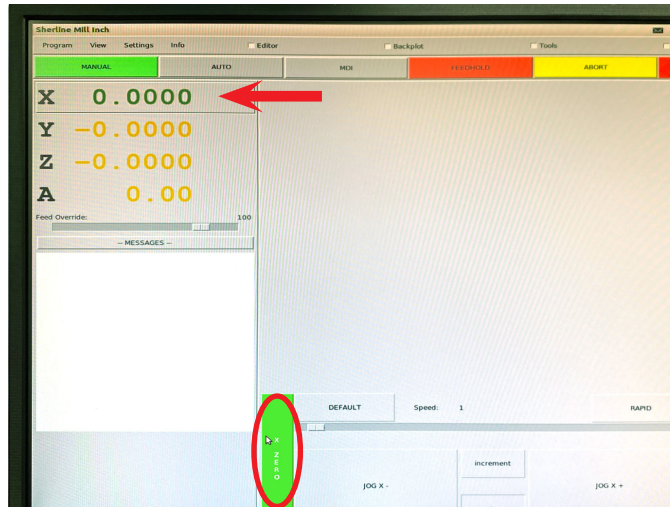 Sherline Mill Inch
Program View Settings Info Editor Backplot Tools
MANUAL AUTO MDI FEEDHOLD ABORT
X 0.0000
Y -0.0000
Z -0.0000
A 0.00
Feed Override: 100
-- MESSAGES --
DEFAULT Speed: 1 RAPID
X ZERO
increment
JOG X - JOG X +